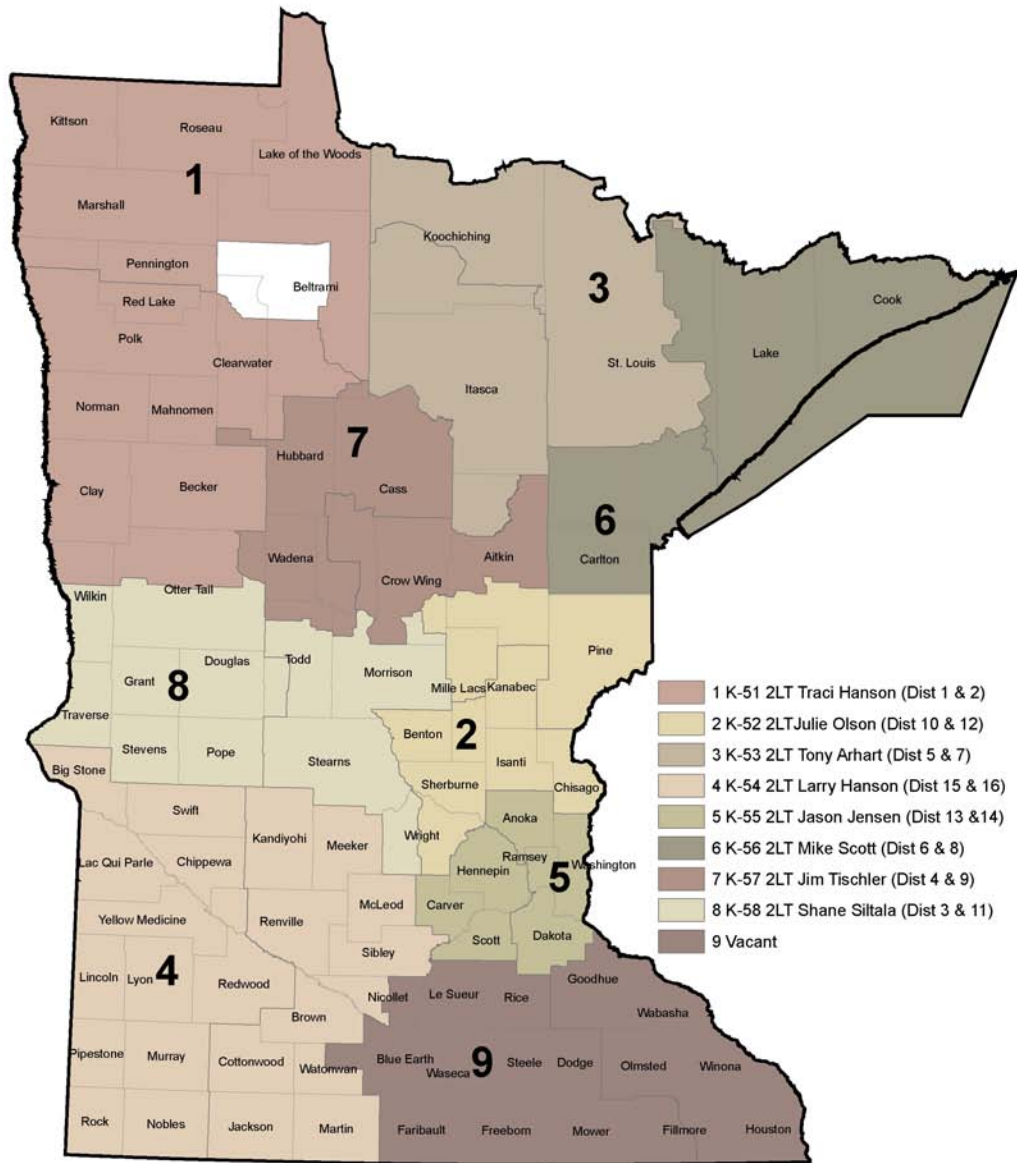 Kittson
Roseau
Lake of the Woods
1
Marshall
Koochiching
Pennington
Beltrami
3
Red Lake
Cook
Polk
Lake
Clearwater
St. Louis
Itasca
Norman
Mahnomen
7
Hubbard
Clay
Becker
Cass
6
Wadena
Aitkin
Carlton
Crow Wing
Wilkin
Otter Tail
Pine
Todd
Douglas
Morrison
Grant
8
Mille Lacs
Kanabec
Traverse
Benton
2
Stevens
Pope
Stearns
Isanti
Big Stone
Sherburne
Chisago
Swift
Anoka
Kandiyohi
Wright
Meeker
Ramsey
Washington
Lac Qui Parle
Chippewa
Hennepin
5
McLeod
Carver
Yellow Medicine
Renville
Dakota
Scott
Sibley
4
Lincoln
Lyon
Redwood
Goodhue
Nicollet
Le Sueur
Rice
Wabasha
Brown
Pipestone
Murray
Cottonwood
Watonwan
Blue Earth
Waseca
9
Steele
Dodge
Olmsted
Winona
Rock
Nobles
Jackson
Martin
Faribault
Freeborn
Mower
Fillmore
Houston
1 K-51 2LT Traci Hanson (Dist 1 & 2)
2 K-52 2LTJulie Olson (Dist 10 & 12)
3 K-53 2LT Tony Arhart (Dist 5 & 7)
4 K-54 2LT Larry Hanson (Dist 15 & 16)
5 K-55 2LT Jason Jensen (Dist 13 &14)
6 K-56 2LT Mike Scott (Dist 6 & 8)
7 K-57 2LT Jim Tischler (Dist 4 & 9)
8 K-58 2LT Shane Siltala (Dist 3 & 11)
9 Vacant